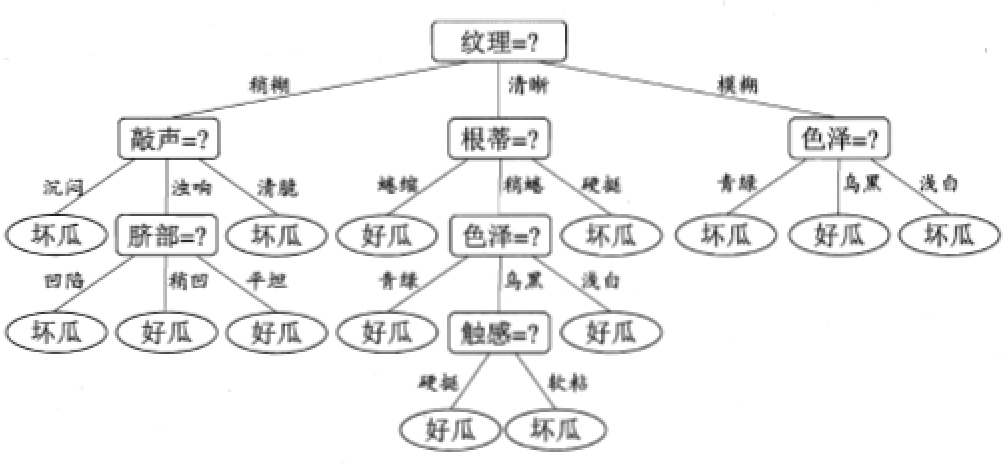 纹理=?
稍糊 清晰 模糊
敲声=? 根蒂=? 色泽=?
沉闷 浊响 清脆 蜷缩 稍蜷 硬挺 青绿 乌黑 浅白
坏瓜 脐部=? 坏瓜 好瓜 色泽=? 坏瓜 坏瓜 好瓜 坏瓜
凹陷 稍凹 平坦 青绿 乌黑 浅白
坏瓜 好瓜 好瓜 好瓜 触感=? 好瓜
硬挺 软粘
好瓜 坏瓜